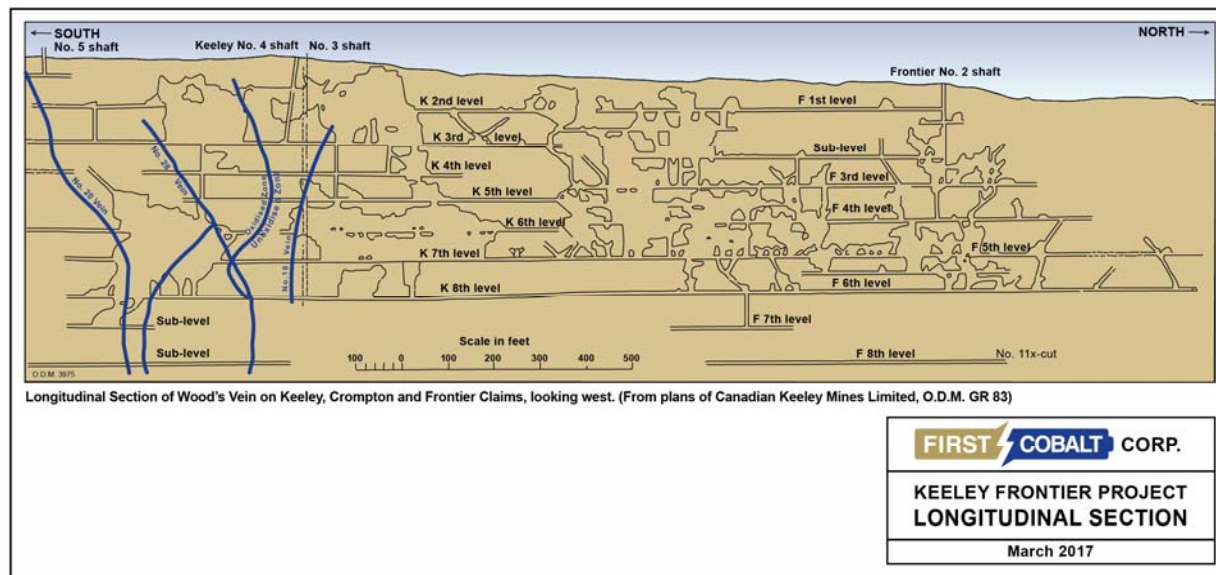 ← SOUTH
NORTH →
No. 5 shaft
Keeley No. 4 shaft
No. 3 shaft
Frontier No. 2 shaft
K 2nd level
F 1st level
K 3rd level
Sub-level
K 4th level
F 3rd level
K 5th level
F 4th level
K 6th level
F 5th level
K 7th level
F 6th level
K 8th level
No. 20 Vein
No. 28 Vein
Oxidised Zone
Unoxidise d Zone
No. 16 Vein
Sub-level
F 7th level
Sub-level
F 8th level
No. 11x-cut
Scale in feet
100 0 100 200 300 400 500
O.D.M. 3975
Longitudinal Section of Wood's Vein on Keeley, Crompton and Frontier Claims, looking west. (From plans of Canadian Keeley Mines Limited, O.D.M. GR 83)
FIRST COBALT CORP.
KEELEY FRONTIER PROJECT
LONGITUDINAL SECTION
March 2017